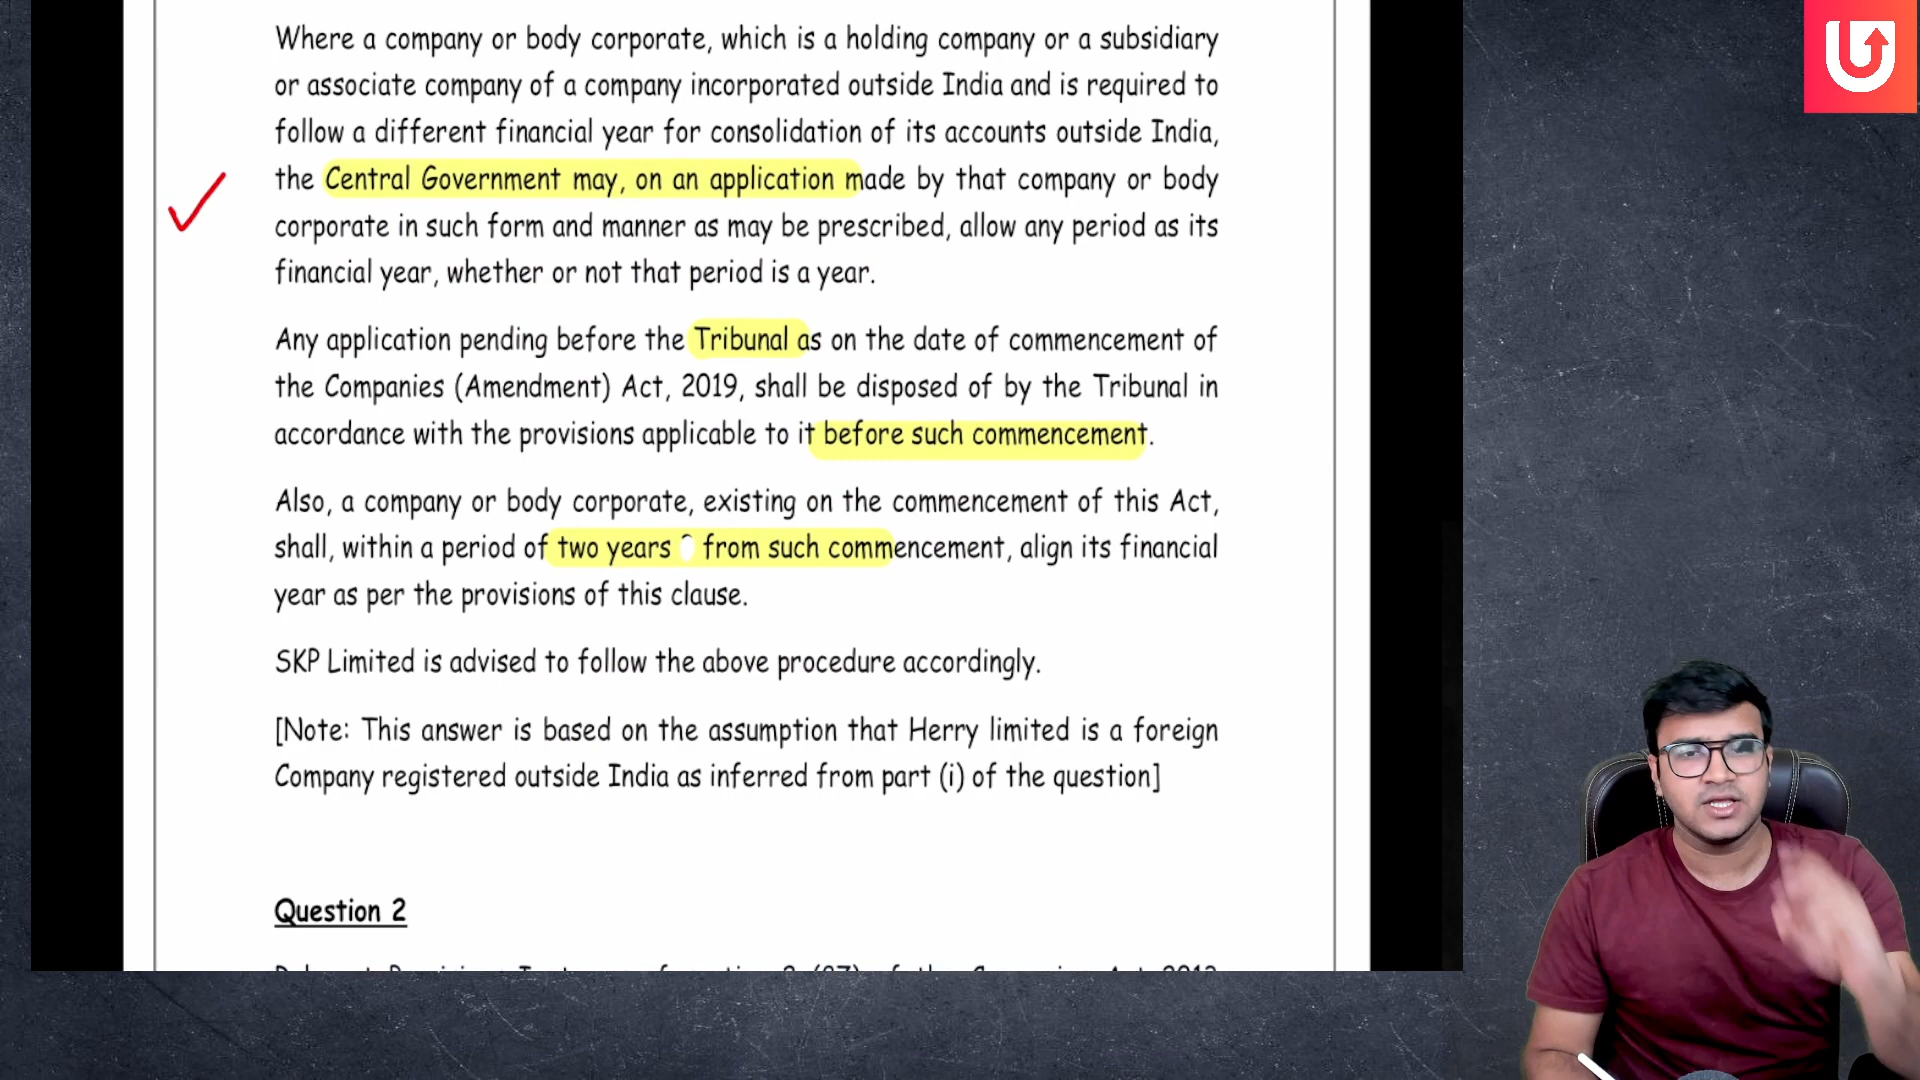 Where a company or body corporate, which is a holding company or a subsidiary
or associate company of a company incorporated outside India and is required to
follow a different financial year for consolidation of its accounts outside India,
the Central Government may, on an application made by that company or body
corporate in such form and manner as may be prescribed, allow any period as its
financial year, whether or not that period is a year.
Any application pending before the Tribunal as on the date of commencement of
the Companies (Amendment) Act, 2019, shall be disposed of by the Tribunal in
accordance with the provisions applicable to it before such commencement.
Also, a company or body corporate, existing on the commencement of this Act,
shall, within a period of two years from such commencement, align its financial
year as per the provisions of this clause.
SKP Limited is advised to follow the above procedure accordingly.
[Note: This answer is based on the assumption that Herry limited is a foreign
Company registered outside India as inferred from part (i) of the question]
Question 2